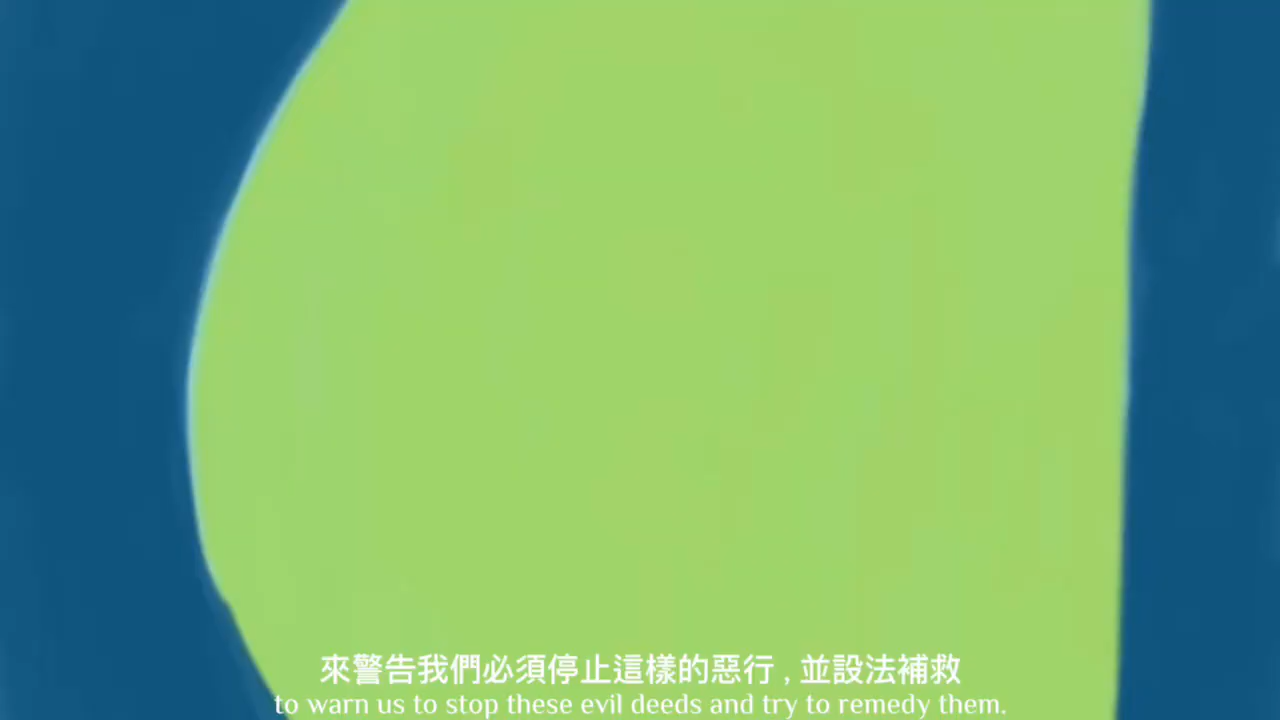 來警告我們必須停止這樣的惡行 , 並設法補救
to warn us to stop these evil deeds and try to remedy them.